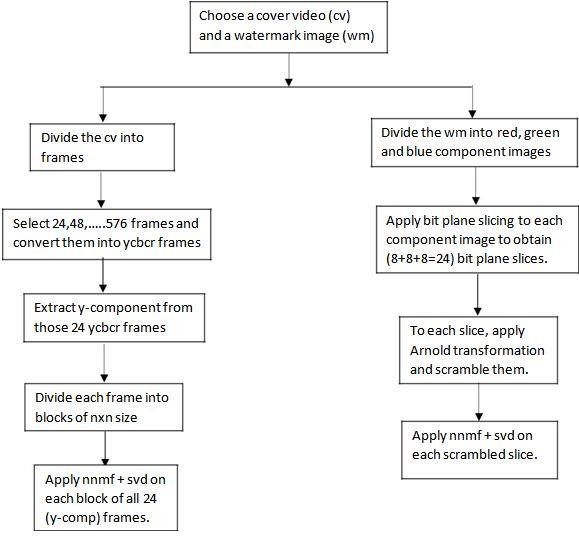 Choose a cover video (cv)
and a watermark image (wm)
Divide the cv into
frames
Select 24,48,.....576 frames and
convert them into ycbcr frames
Extract y-component from
those 24 ycbcr frames
Divide each frame into
blocks of nxn size
Apply nnmf + svd on
each block of all 24
(y-comp) frames.
Divide the wm into red, green
and blue component images
Apply bit plane slicing to each
component image to obtain
(8+8+8=24) bit plane slices.
To each slice, apply
Arnold transformation
and scramble them.
Apply nnmf + svd on
each scrambled slice.